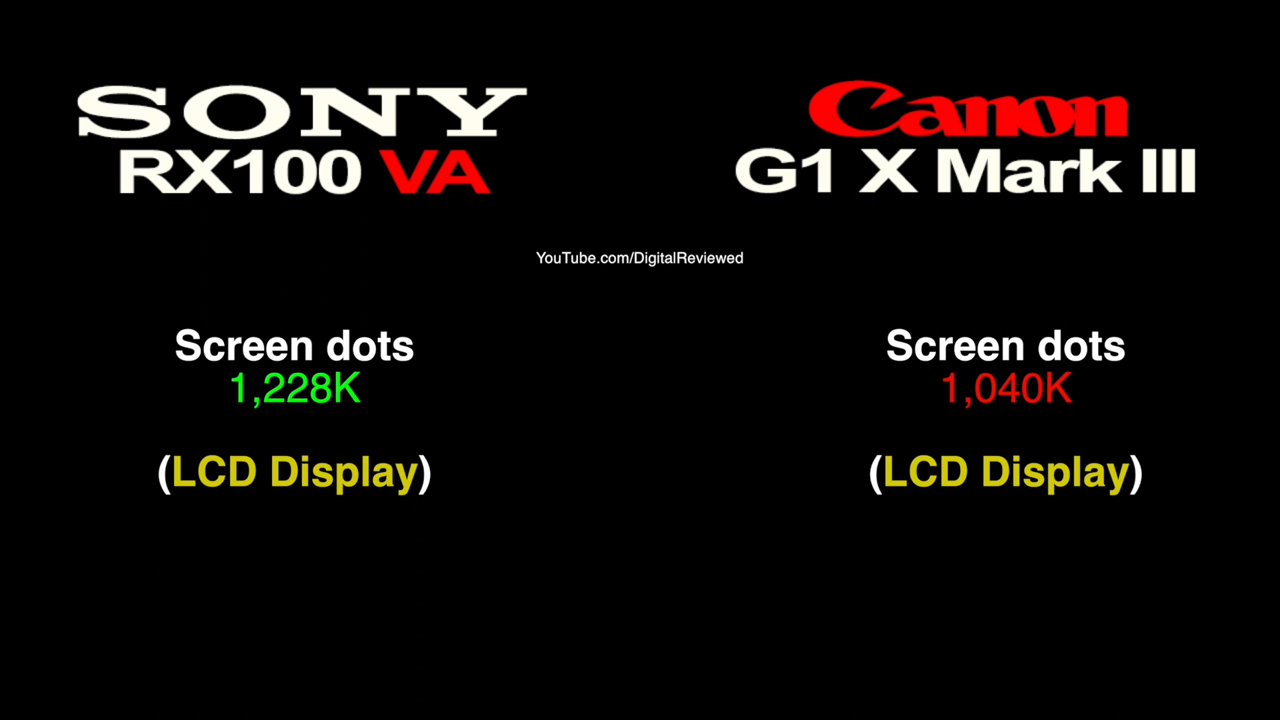 SONY
RX100 VA
Canon
G1 X Mark III
YouTube.com/DigitalReviewed
Screen dots
1,228K
(LCD Display)
Screen dots
1,040K
(LCD Display)